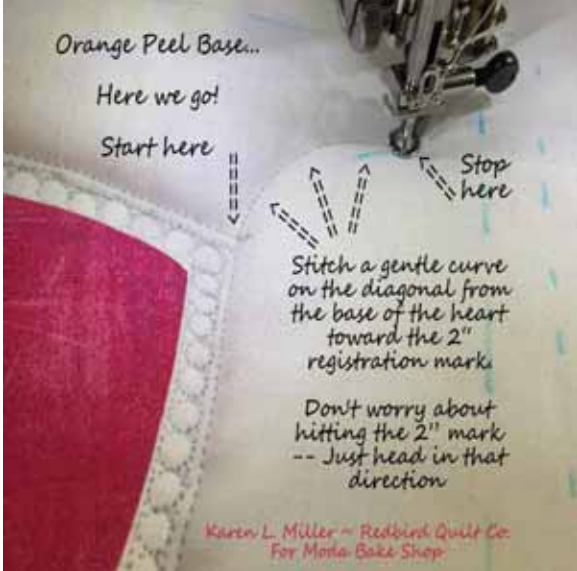 Orange Peel Base...
Here we go!
Start here
Stop
here
Stitch a gentle curve
on the diagonal from
the base of the heart
toward the 2"
registration mark.
Don't worry about
hitting the 2" mark
-- Just head in that
direction
Karen L. Miller ~ Redbird Quilt Co.
For Moda Bake Shop